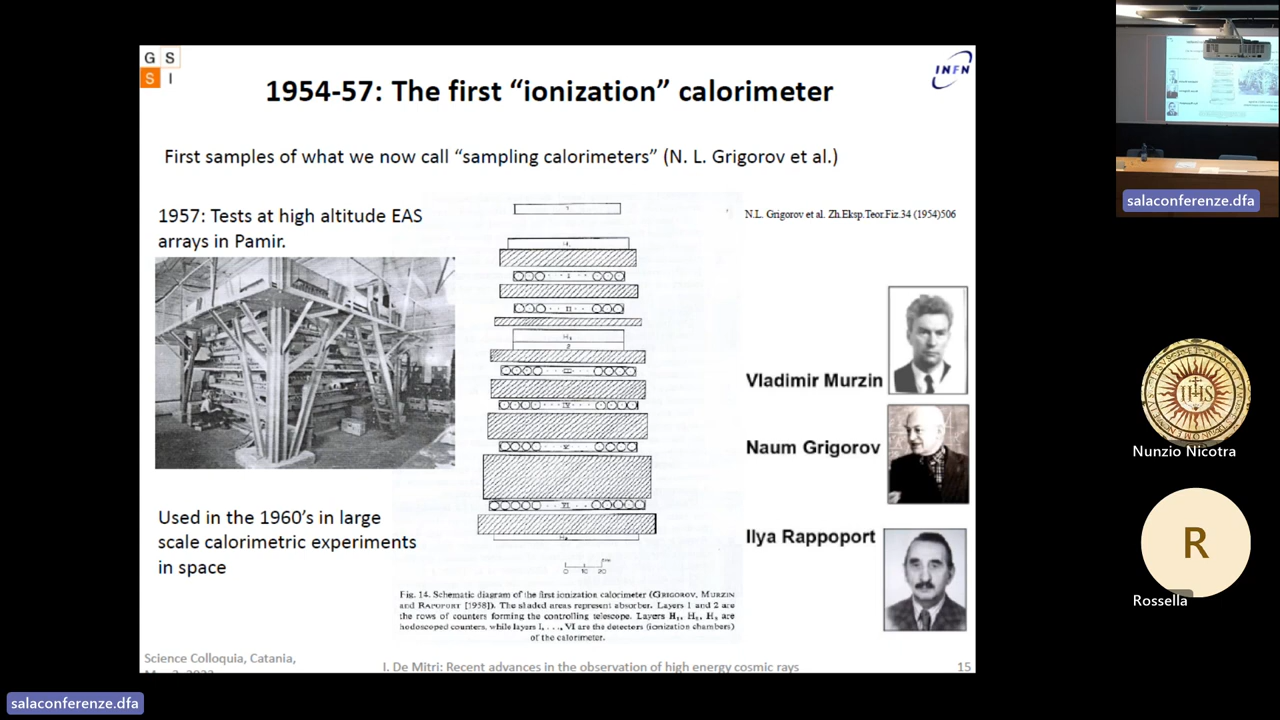 G S
S I
INFN
1954-57: The first “ionization” calorimeter
First samples of what we now call “sampling calorimeters” (N. L. Grigorov et al.)
1957: Tests at high altitude EAS
arrays in Pamir.
N.L. Grigorov et al. Zh.Eksp.Teor.Fiz.34 (1954)506
Vladimir Murzin
Naum Grigorov
Ilya Rappoport
Used in the 1960’s in large
scale calorimetric experiments
in space
0 10 20
Fig. 14. Schematic diagram of the first ionization calorimeter (GRIGOROV, MURZIN
and RAPOPORT [1958]). The shaded areas represent absorber. Layers 1 and 2 are
the rows of counters forming the controlling telescope. Layers H₁, H₂, H₃ are
hodoscoped counters, while layers I, . . ., VI are the detectors (ionization chambers)
of the calorimeter.
Science Colloquia, Catania,
I. De Mitri: Recent advances in the observation of high energy cosmic rays
15
salaconferenze.dfa
IHS
Nunzio Nicotra
R
Rossella
salaconferenze.dfa